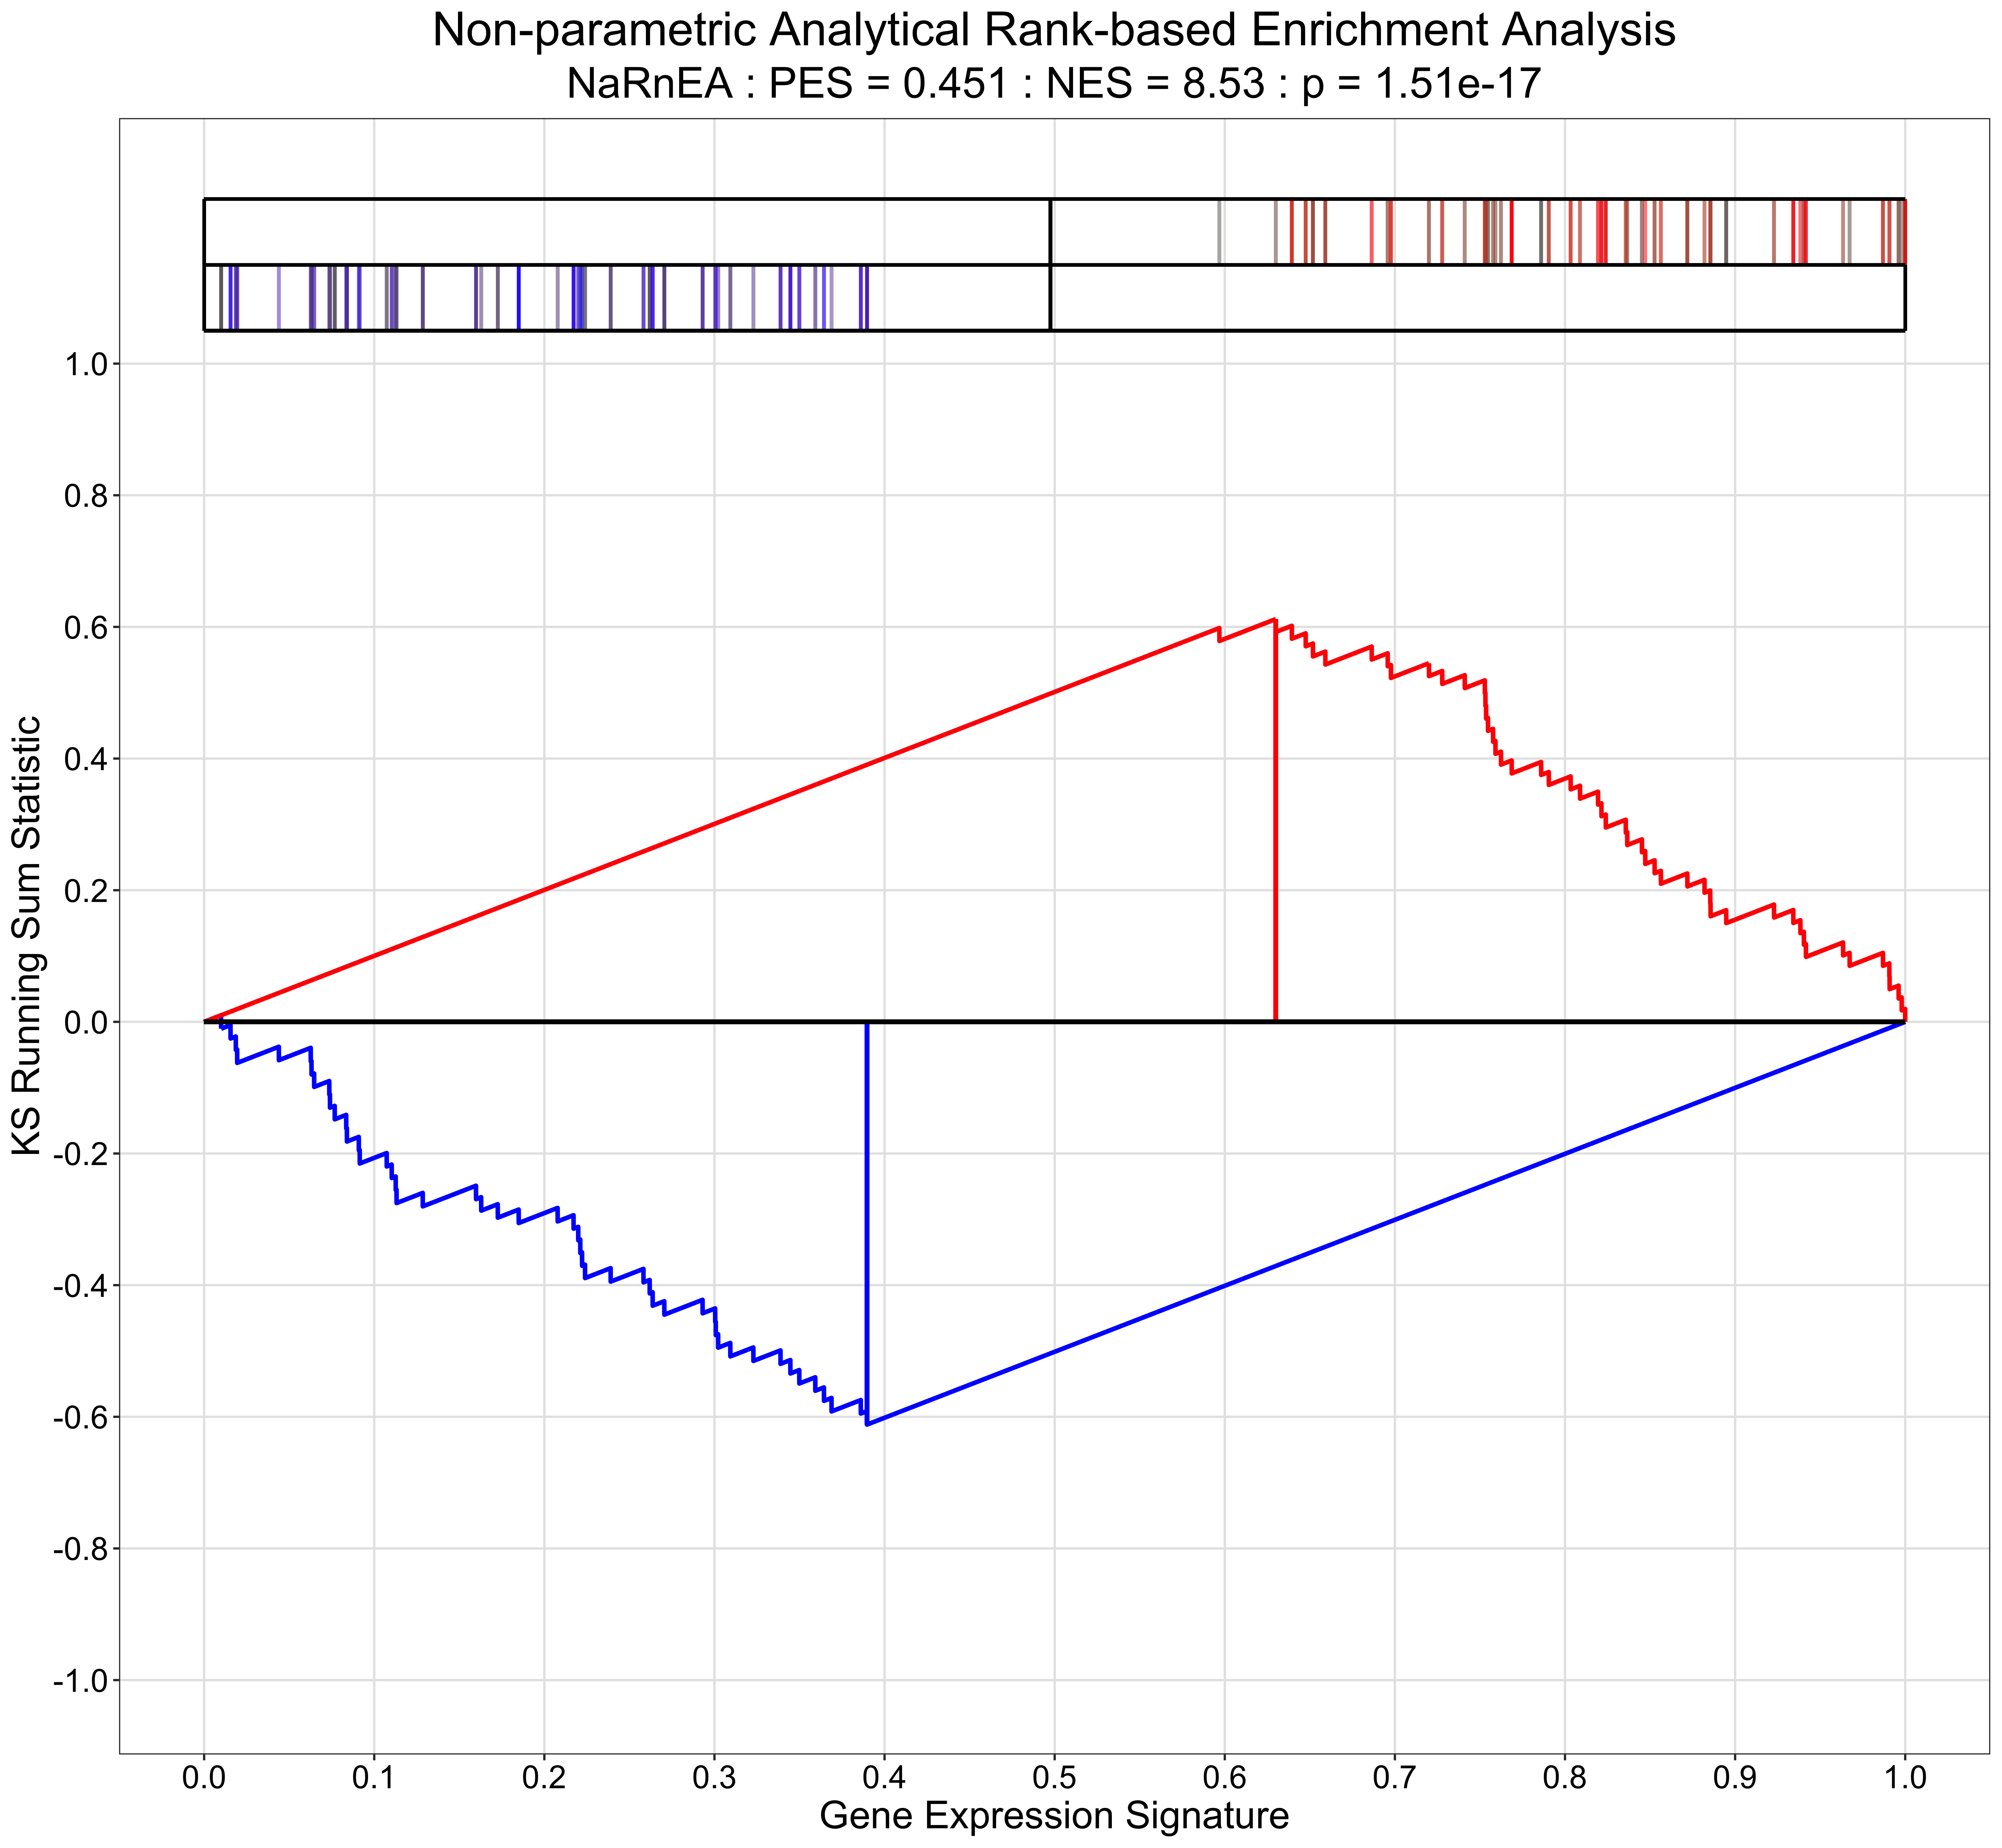 Non-parametric Analytical Rank-based Enrichment Analysis
NaRnEA : PES = 0.451 : NES = 8.53 : p = 1.51e-17
1.0
0.8
0.6
0.4
0.2
0.0
-0.2
-0.4
-0.6
-0.8
-1.0
KS Running Sum Statistic
0.0 0.1 0.2 0.3 0.4 0.5 0.6 0.7 0.8 0.9 1.0
Gene Expression Signature